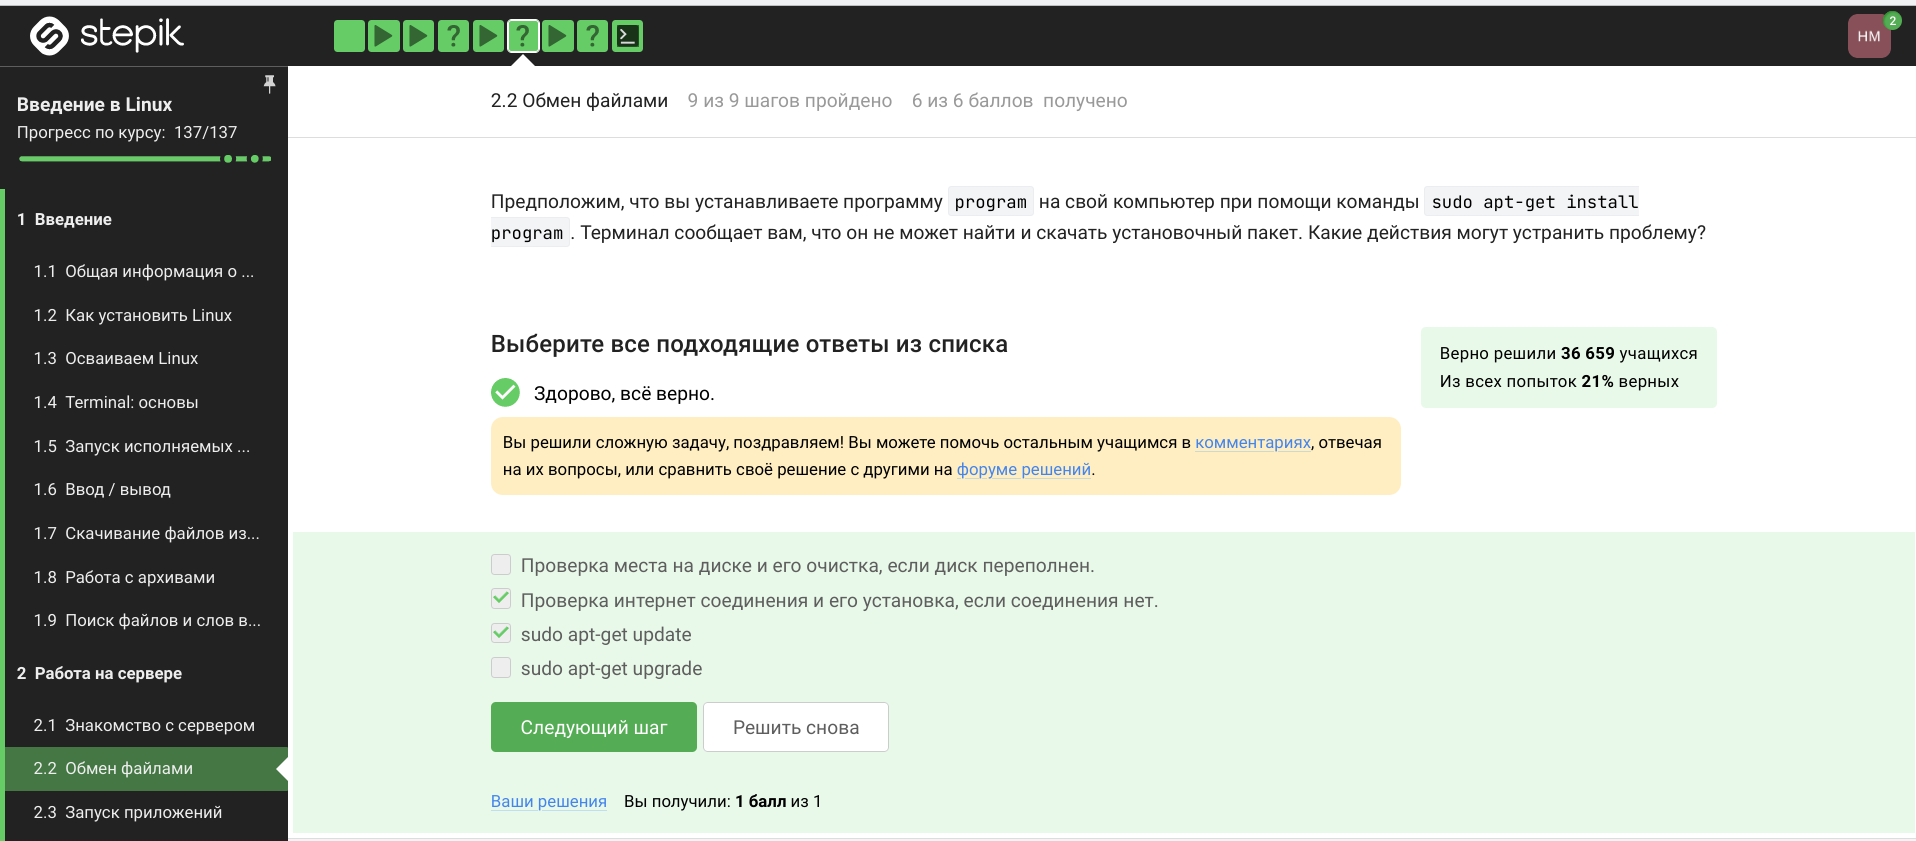 stepik
? ? ?
НМ
2
Введение в Linux
Прогресс по курсу: 137/137
1 Введение
1.1 Общая информация о ...
1.2 Как установить Linux
1.3 Осваиваем Linux
1.4 Terminal: основы
1.5 Запуск исполняемых ...
1.6 Ввод / вывод
1.7 Скачивание файлов из...
1.8 Работа с архивами
1.9 Поиск файлов и слов в...
2 Работа на сервере
2.1 Знакомство с сервером
2.2 Обмен файлами
2.3 Запуск приложений
2.2 Обмен файлами 9 из 9 шагов пройдено 6 из 6 баллов получено
Предположим, что вы устанавливаете программу program на свой компьютер при помощи команды sudo apt-get install
program. Терминал сообщает вам, что он не может найти и скачать установочный пакет. Какие действия могут устранить проблему?
Выберите все подходящие ответы из списка
Верно решили 36 659 учащихся
Из всех попыток 21% верных
Здорово, всё верно.
Вы решили сложную задачу, поздравляем! Вы можете помочь остальным учащимся в комментариях, отвечая
на их вопросы, или сравнить своё решение с другими на форуме решений.
Проверка места на диске и его очистка, если диск переполнен.
Проверка интернет соединения и его установка, если соединения нет.
sudo apt-get update
sudo apt-get upgrade
Следующий шаг
Решить снова
Ваши решения Вы получили: 1 балл из 1